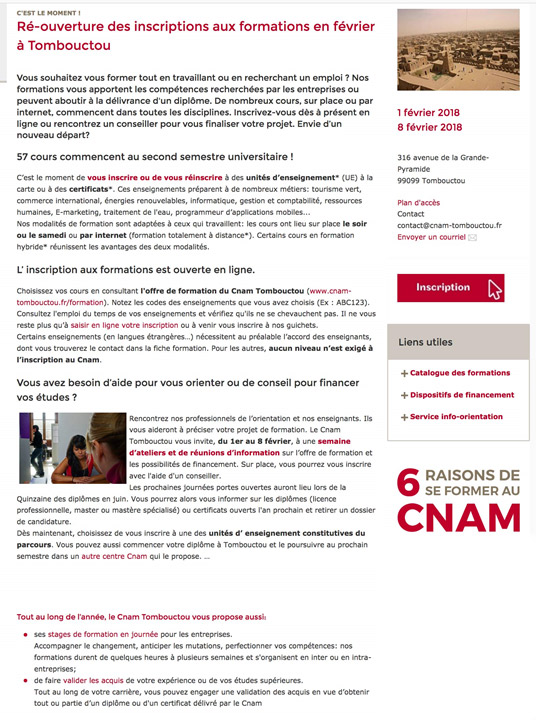 C'EST LE MOMENT !
Ré-ouverture des inscriptions aux formations en février
à Tombouctou
Vous souhaitez vous former tout en travaillant ou en recherchant un emploi ? Nos
formations vous apportent les compétences recherchées par les entreprises ou
peuvent aboutir à la délivrance d'un diplôme. De nombreux cours, sur place ou par
internet, commencent dans toutes les disciplines. Inscrivez-vous dès à présent en
ligne ou rencontrez un conseiller pour vous finaliser votre projet. Envie d'un
nouveau départ?
57 cours commencent au second semestre universitaire !
C'est le moment de vous inscrire ou de vous réinscrire à des unités d'enseignement* (UE) à la
carte ou à des certificats*. Ces enseignements préparent à de nombreux métiers: tourisme vert,
commerce international, énergies renouvelables, informatique, gestion et comptabilité, ressources
humaines, E-marketing, traitement de l'eau, programmeur d'applications mobiles...
Nos modalités de formation sont adaptées à ceux qui travaillent: les cours ont lieu sur place le soir
ou le samedi ou par internet (formation totalement à distance*). Certains cours en formation
hybride* réunissent les avantages des deux modalités.
L' inscription aux formations est ouverte en ligne.
Choisissez vos cours en consultant l'offre de formation du Cnam Tombouctou (www.cnam-
tombouctou.fr/formation). Notez les codes des enseignements que vous avez choisis (Ex : ABC123).
Consultez l'emploi du temps de vos enseignements et vérifiez qu'ils ne se chevauchent pas. Il ne vous
reste plus qu'à saisir en ligne votre inscription ou à venir vous inscrire à nos guichets.
Certains enseignements (en langues étrangères...) nécessitent au préalable l'accord des enseignants,
dont vous trouverez le contact dans la fiche formation. Pour les autres, aucun niveau n'est exigé à
l'inscription au Cnam.
Vous avez besoin d'aide pour vous orienter ou de conseil pour financer
vos études ?
Rencontrez nos professionnels de l'orientation et nos enseignants. Ils
vous aideront à préciser votre projet de formation. Le Cnam
Tombouctou vous invite, du 1er au 8 février, à une semaine
d'ateliers et de réunions d'information sur l'offre de formation et
les possibilités de financement. Sur place, vous pourrez vous inscrire
avec l'aide d'un conseiller.
Les prochaines journées portes ouvertes auront lieu lors de la
Quinzaine des diplômes en juin. Vous pourrez alors vous informer sur les diplômes (licence
professionnelle, master ou mastère spécialisé) ou certificats ouverts l'an prochain et retirer un dossier
de candidature.
Dès maintenant, choisissez de vous inscrire à une des unités d' enseignement constitutives du
parcours. Vous pouvez aussi commencer votre diplôme à Tombouctou et le poursuivre au prochain
semestre dans un autre centre Cnam qui le propose. ...
Tout au long de l'année, le Cnam Tombouctou vous propose aussi:
ses stages de formation en journée pour les entreprises.
Accompagner le changement, anticiper les mutations, perfectionner vos compétences: nos
formations durent de quelques heures à plusieurs semaines et s'organisent en inter ou en intra-
entreprises;
de faire valider les acquis de votre expérience ou de vos études supérieures.
Tout au long de votre carrière, vous pouvez engager une validation des acquis en vue d'obtenir
tout ou partie d'un diplôme ou d'un certificat délivré par le Cnam
1 février 2018
8 février 2018
316 avenue de la Grande-
Pyramide
99099 Tombouctou
Plan d'accès
Contact
contact@cnam-tombouctou.fr
Envoyer un courriel
Inscription
Liens utiles
Catalogue des formations
Dispositifs de financement
Service info-orientation
6 RAISONS DE
SE FORMER AU
CNAM